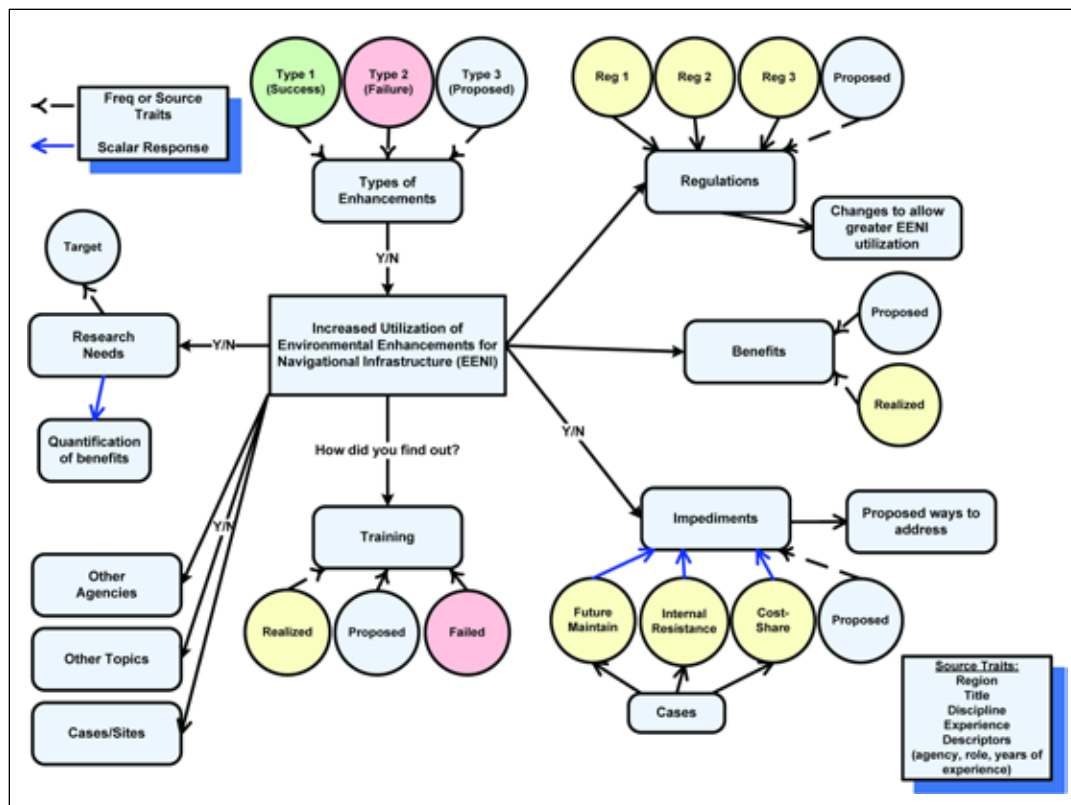 Type 1
(Success)
Type 2
(Failure)
Type 3
(Proposed)
Reg 1
Reg 2
Reg 3
Proposed
Freq or Source
Traits
Scalar Response
Types of
Enhancements
Regulations
Changes to allow
greater EENI
utilization
Target
Y/N
Research
Needs
Y/N
Increased Utilization of
Environmental Enhancements for
Navigational Infrastructure (EENI)
Benefits
Proposed
Realized
Quantification
of benefits
Y/N
How did you find out?
Y/N
Training
Impediments
Proposed ways to
address
Other
Agencies
Other Topics
Cases/Sites
Realized
Proposed
Failed
Future
Maintain
Internal
Resistance
Cost-
Share
Proposed
Cases
Source Traits:
Region
Title
Discipline
Experience
Descriptors
(agency, role, years of
experience)